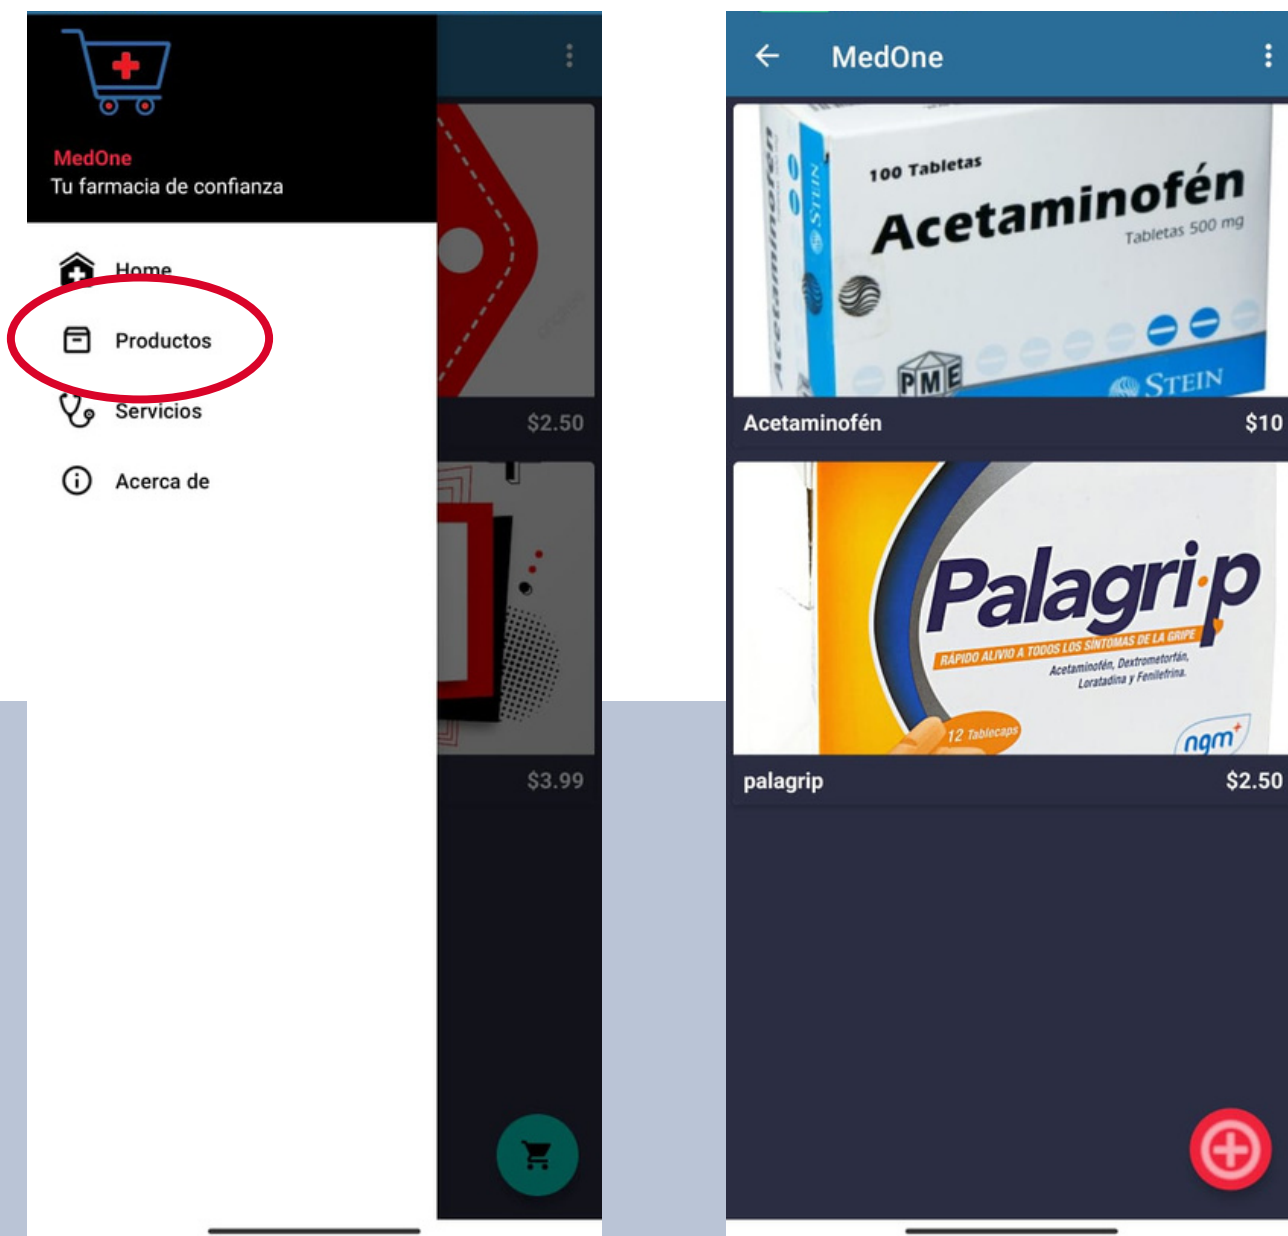 MedOne
Tu farmacia de confianza
Home
Productos
Servicios
Acerca de
$2.50
$3.99
MedOne
100 Tabletas
Acetaminofén
Tabletas 500 mg
Acetaminofén
STEIN
PME
STEIN
Acetaminofén
$10
Palagri·p
RÁPIDO ALIVIO A TODOS LOS SÍNTOMAS DE LA GRIPE
Acetaminofén, Dextrometorfán,
Loratadina y Fenilefrina.
12 Tablecaps
ngm
palagrip
$2.50